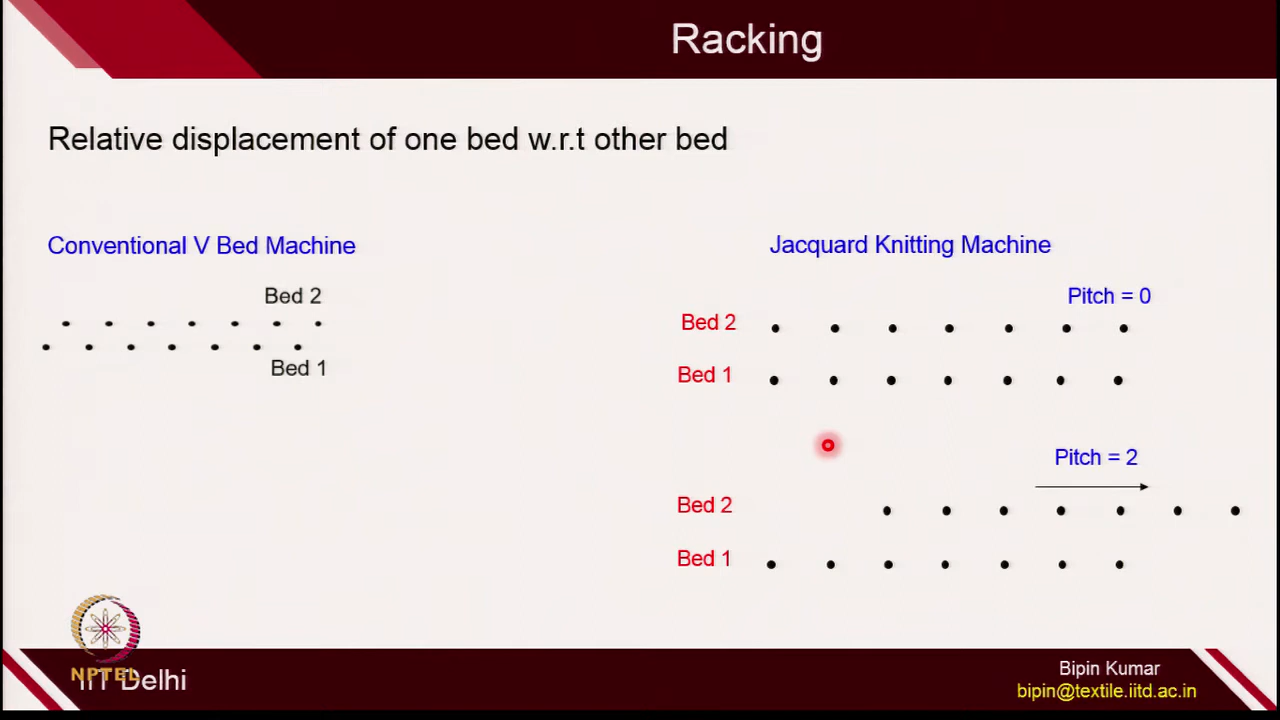 Racking
Relative displacement of one bed w.r.t other bed
Conventional V Bed Machine
Bed 2
Bed 1
Jacquard Knitting Machine
Pitch = 0
Bed 2
Bed 1
Pitch = 2
Bed 2
Bed 1
NPTEL
IIT Delhi
Bipin Kumar
bipin@textile.iitd.ac.in